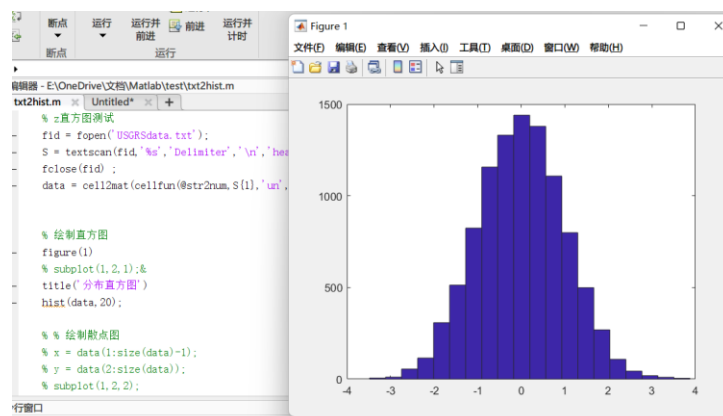 断点 运行 运行并前进 前进 运行并计时
断点 运行
编辑器 - E:\OneDrive\文档\Matlab\test\txt2hist.m
txt2hist.m × Untitled* × +
% z直方图测试
fid = fopen('USGRSdata.txt');
S = textscan(fid,'%s','Delimiter','\n','hea
fclose(fid) ;
data = cell2mat(cellfun(@str2num,S{1},'un',
% 绘制直方图
figure(1)
% subplot(1,2,1);&
title('分布直方图')
hist(data,20);
% % 绘制散点图
% x = data(1:size(data)-1);
% y = data(2:size(data));
% subplot(1,2,2);
行窗口
Figure 1
文件(F) 编辑(E) 查看(V) 插入(I) 工具(T) 桌面(D) 窗口(W) 帮助(H)
1500
1000
500
0
-4 -3 -2 -1 0 1 2 3 4